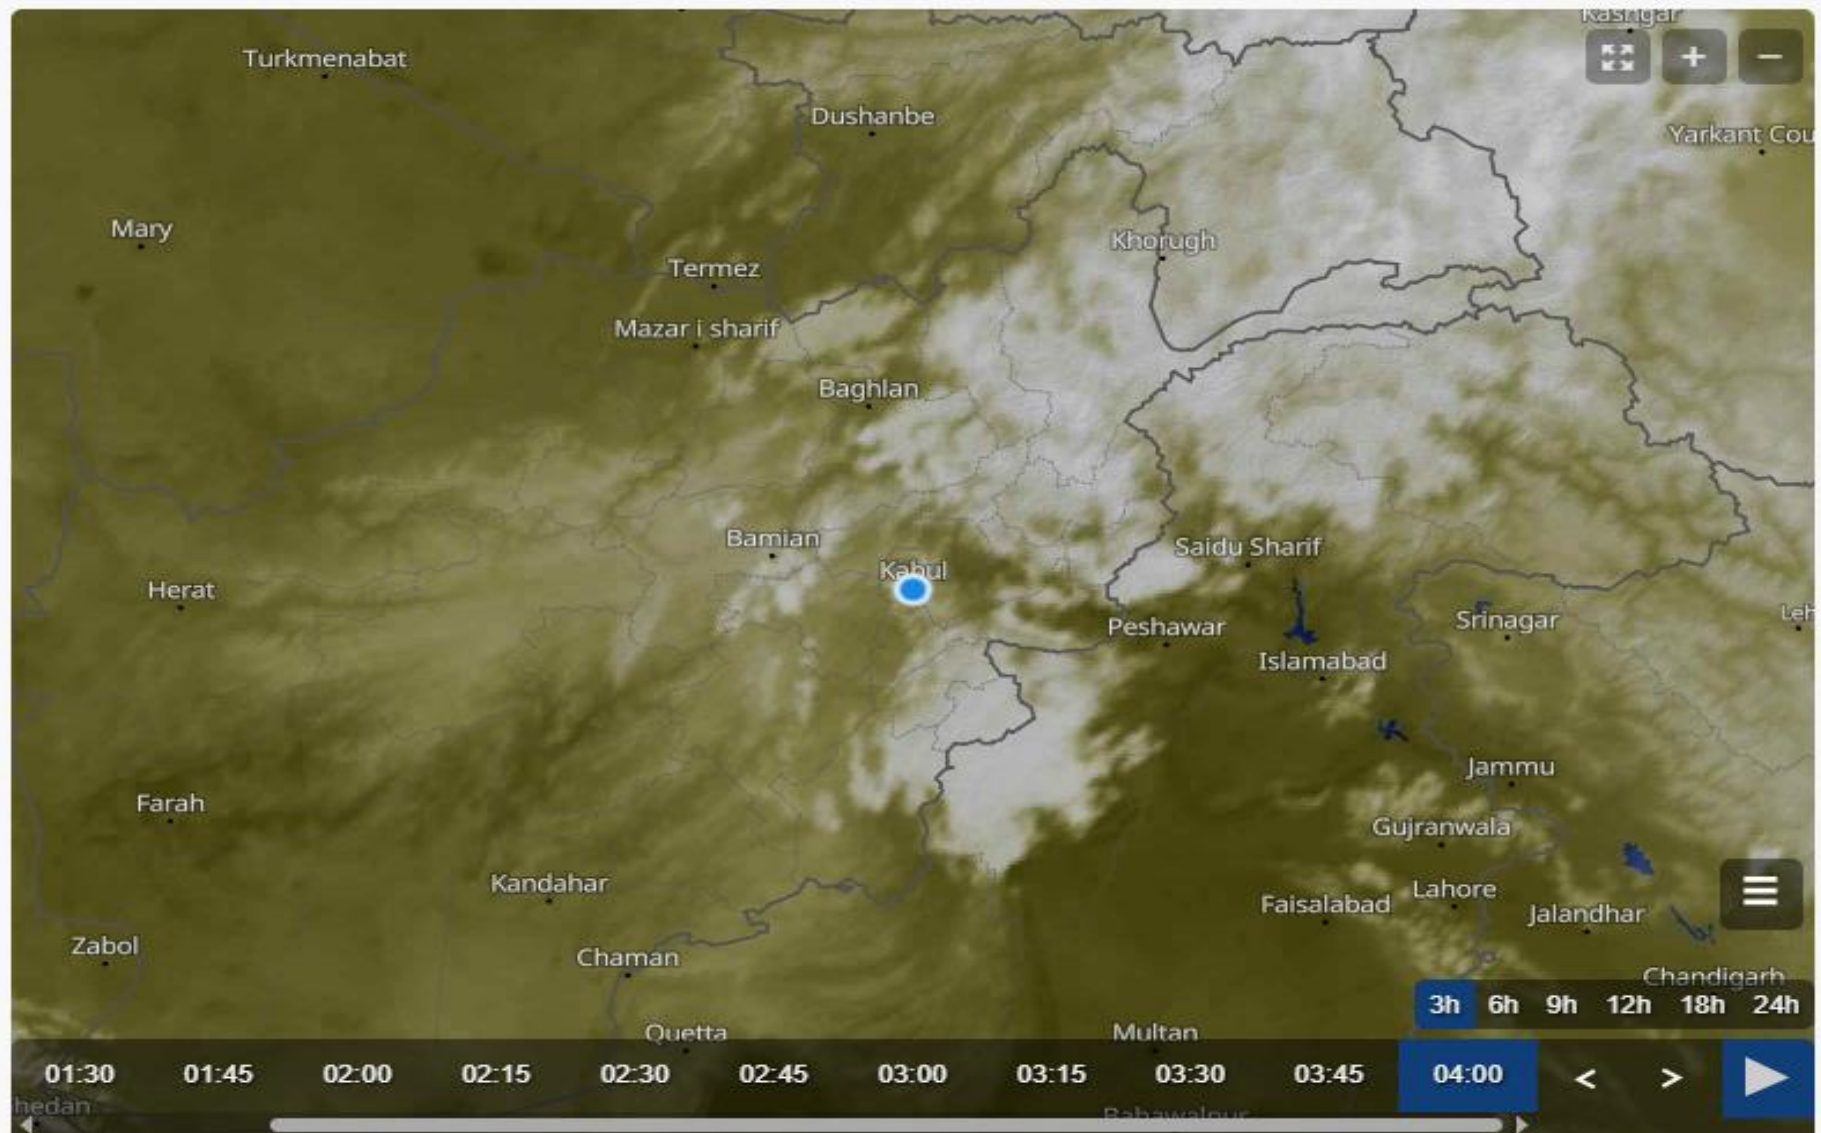 Kashgar
Turkmenabat
Dushanbe
Yarkant Cou
Mary
Khorugh
Termez
Mazar i sharif
Baghlan
Bamian
Saidu Sharif
Kabul
Herat
Srinagar
Leh
Peshawar
Islamabad
Jammu
Farah
Gujranwala
Kandahar
Lahore
Faisalabad
Jalandhar
Zabol
Chaman
Chandigarh
3h 6h 9h 12h 18h 24h
Quetta
Multan
01:30 01:45 02:00 02:15 02:30 02:45 03:00 03:15 03:30 03:45 04:00 < >
hedan
Bahawalpur